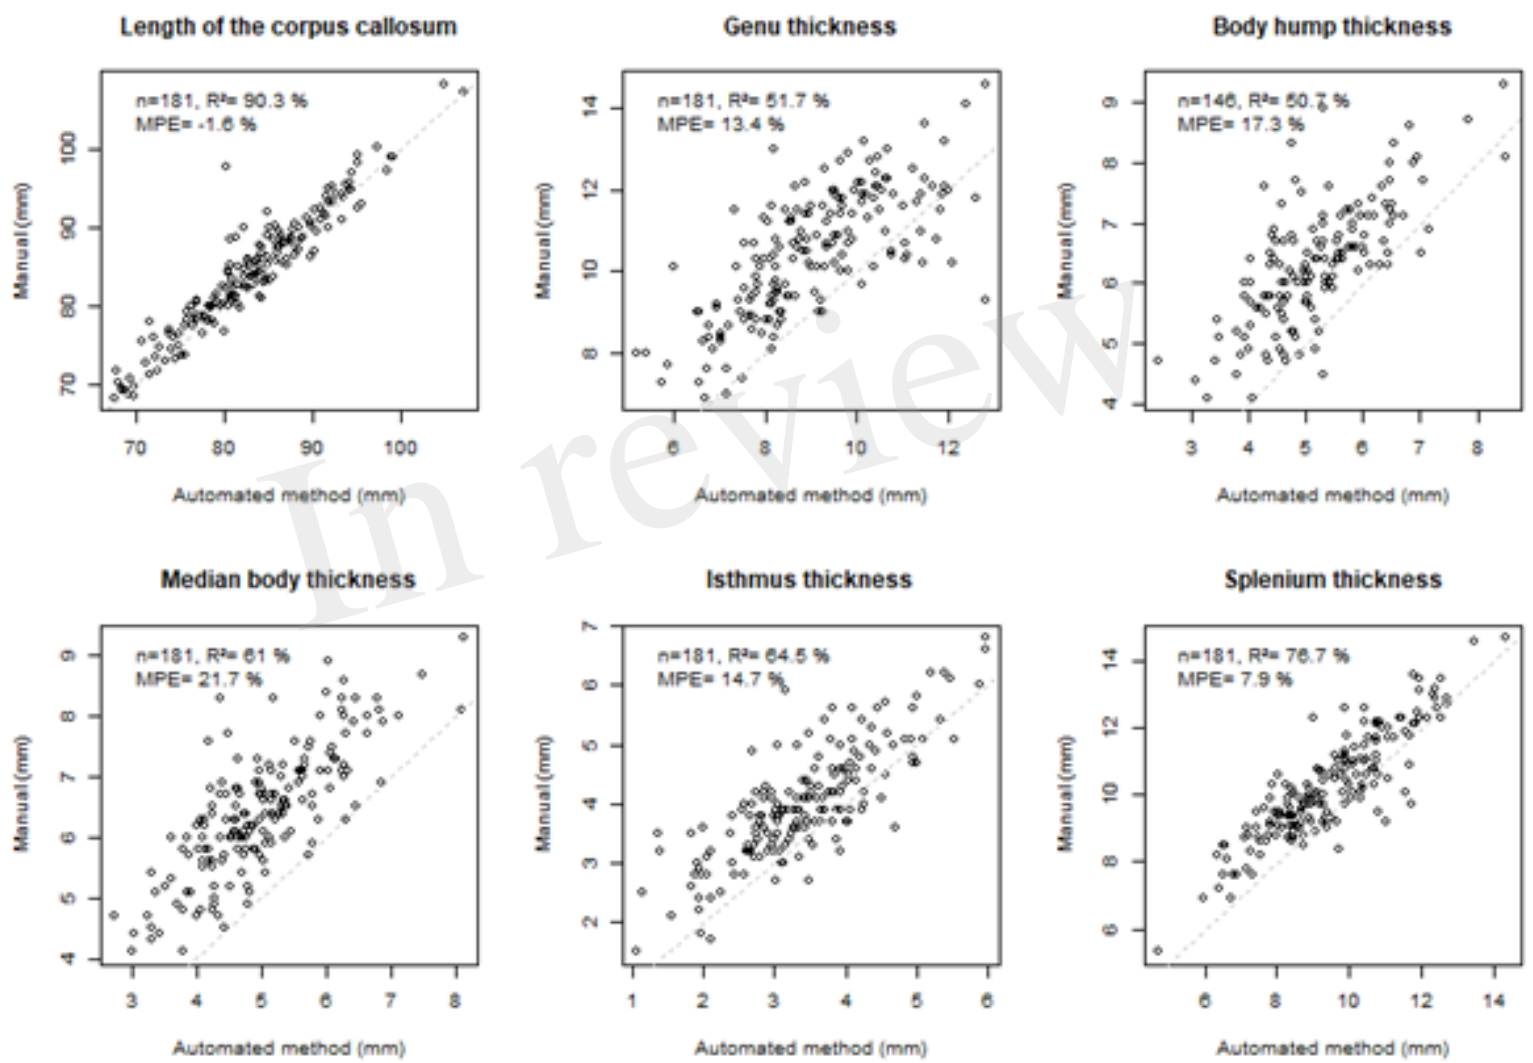 Length of the corpus callosum
n=181, R²= 90.3 %
MPE= -1.6 %
Manual (mm)
100
90
80
70
70 80 90 100
Automated method (mm)
Genu thickness
n=181, R²= 51.7 %
MPE= 13.4 %
Manual (mm)
14
12
10
8
6 8 10 12
Automated method (mm)
Body hump thickness
n=146, R²= 50.7 %
MPE= 17.3 %
Manual (mm)
9
8
7
6
5
4
3 4 5 6 7 8
Automated method (mm)
In review
Median body thickness
n=181, R²= 61 %
MPE= 21.7 %
Manual (mm)
9
8
7
6
5
4
3 4 5 6 7 8
Automated method (mm)
Isthmus thickness
n=181, R²= 64.5 %
MPE= 14.7 %
Manual (mm)
7
6
5
4
3
2
1 2 3 4 5 6
Automated method (mm)
Splenium thickness
n=181, R²= 76.7 %
MPE= 7.9 %
Manual (mm)
14
12
10
8
6
6 8 10 12 14
Automated method (mm)